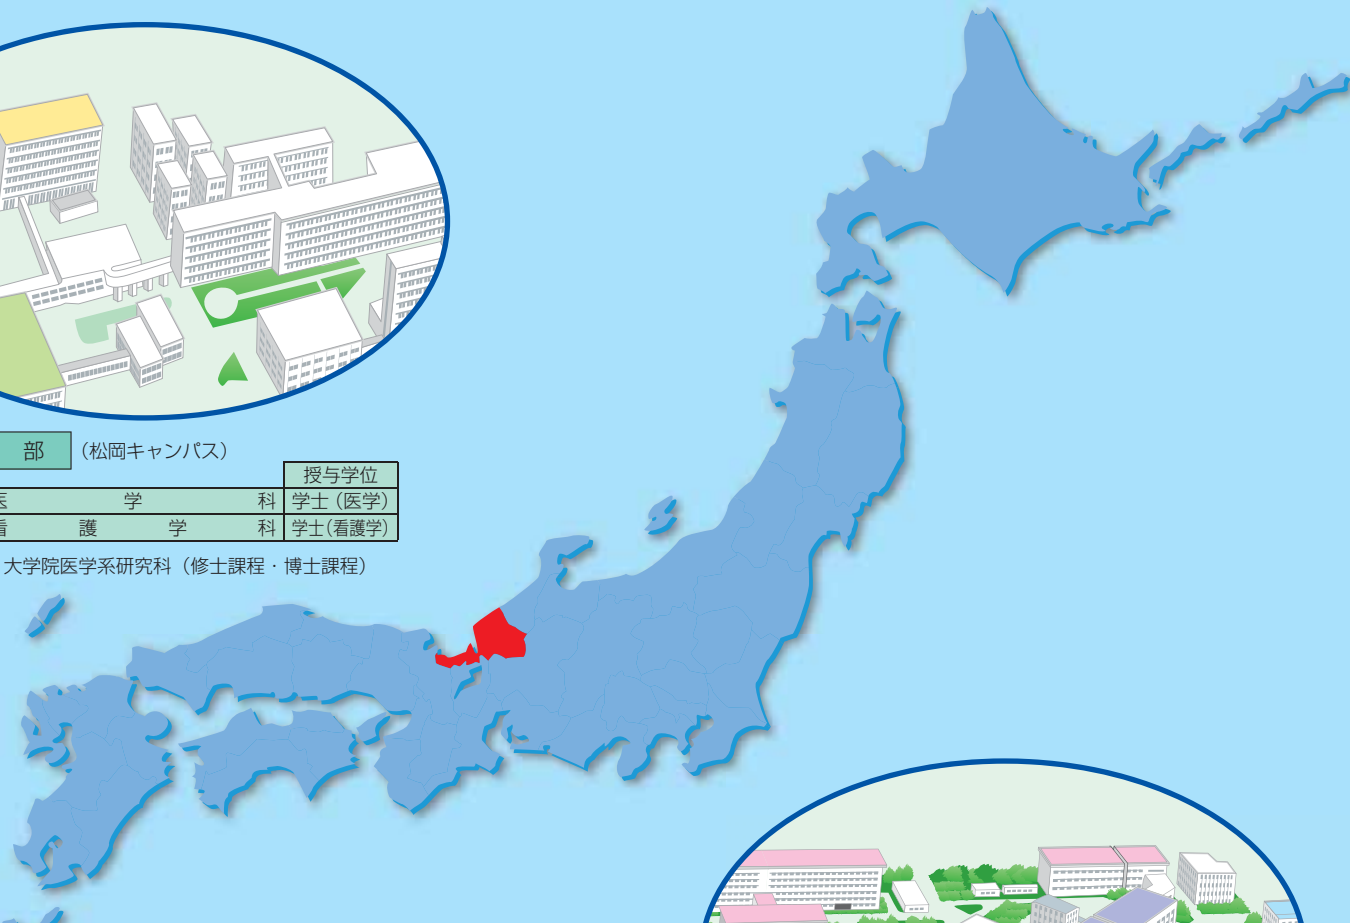 部 (松岡キャンパス)
授与学位
医学科 学士(医学)
看護学科 学士(看護学)
大学院医学系研究科(修士課程・博士課程)